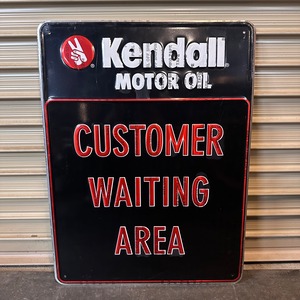 Kendall
MOTOR OIL
CUSTOMER
WAITING
AREA